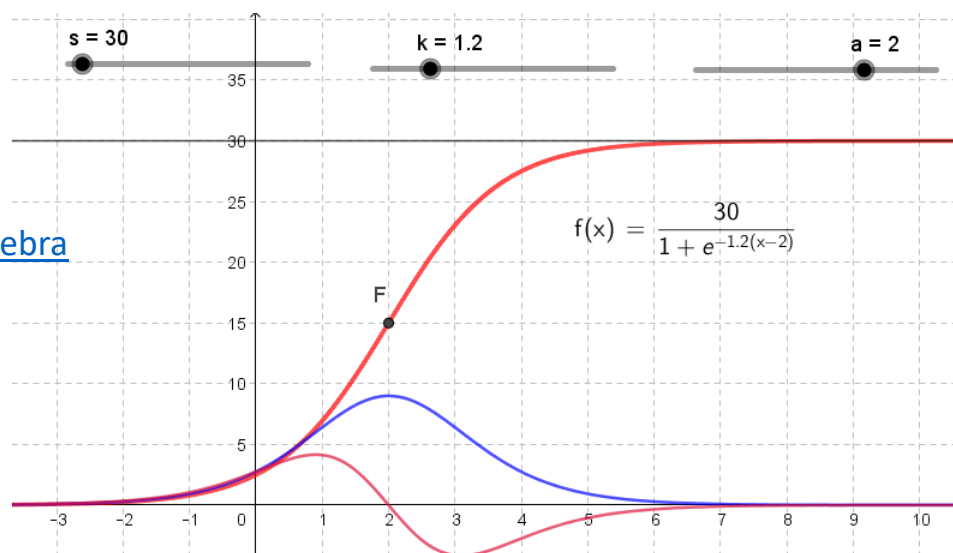 s = 30
k = 1.2
a = 2
35
30
25
ebra
20
15
10
5
F
f(x) = 30 / (1 + e^(-1.2(x-2)))
-3 -2 -1 0 1 2 3 4 5 6 7 8 9 10